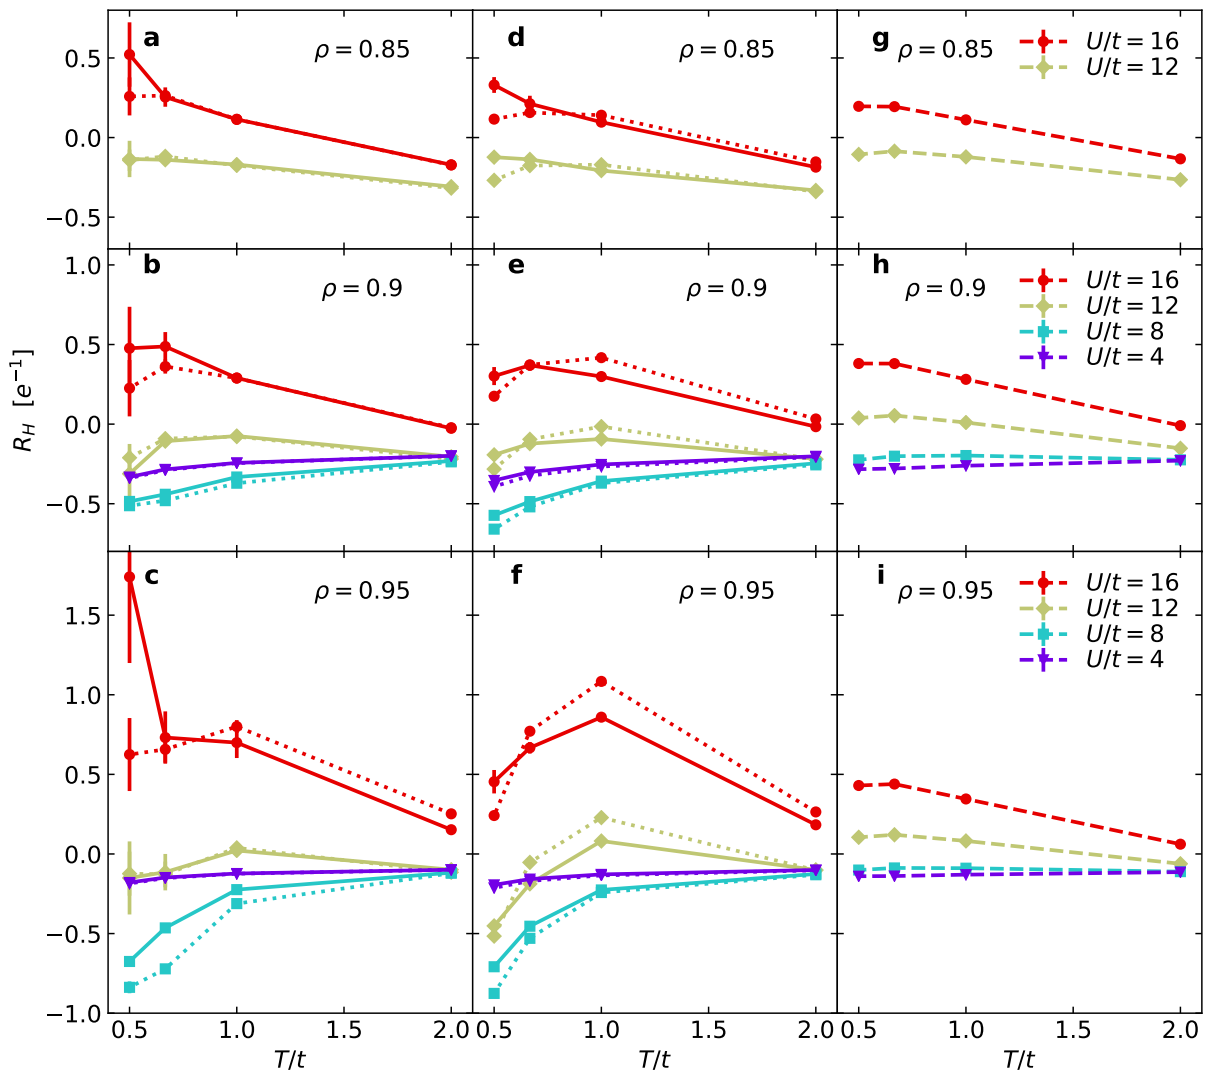 a
ρ = 0.85
d
ρ = 0.85
g
ρ = 0.85
U/t = 16
U/t = 12
0.5
0.0
−0.5
b
ρ = 0.9
e
ρ = 0.9
h
ρ = 0.9
U/t = 16
U/t = 12
U/t = 8
U/t = 4
1.0
0.5
0.0
−0.5
R_H [e⁻¹]
c
ρ = 0.95
f
ρ = 0.95
i
ρ = 0.95
U/t = 16
U/t = 12
U/t = 8
U/t = 4
1.5
1.0
0.5
0.0
−0.5
−1.0
0.5 1.0 1.5 2.0 0.5 1.0 1.5 2.0 0.5 1.0 1.5 2.0
T/t T/t T/t